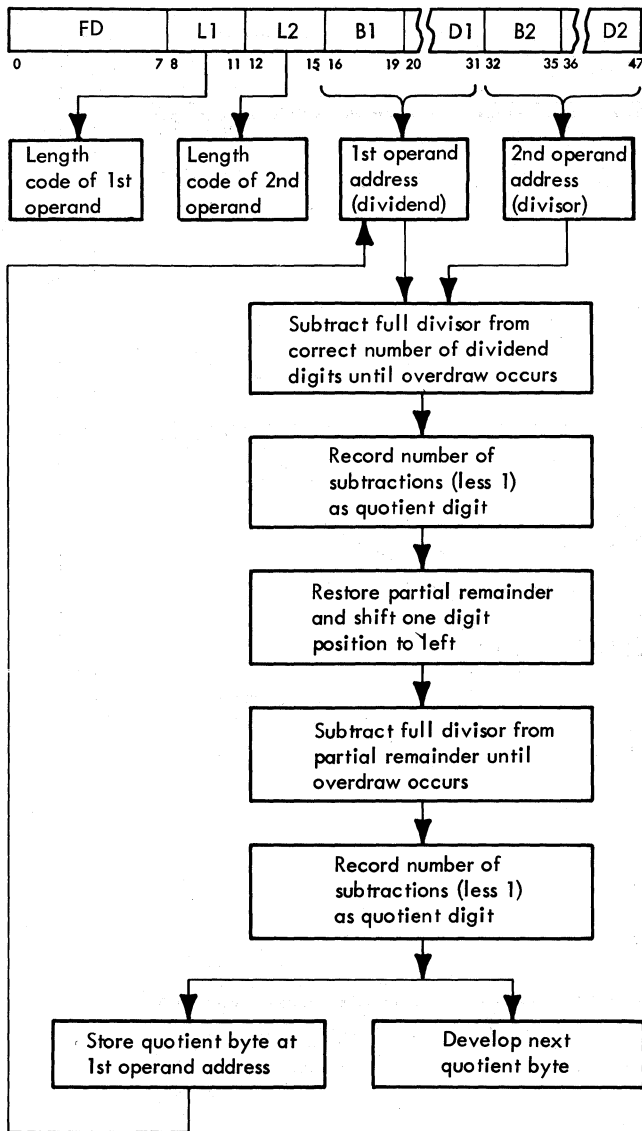 FD L1 L2 B1 D1 B2 D2
0 7 8 11 12 15 16 19 20 31 32 35 36 47
Length
code of 1st
operand
Length
code of 2nd
operand
1st operand
address
(dividend)
2nd operand
address
(divisor)
Subtract full divisor from
correct number of dividend
digits until overdraw occurs
Record number of
subtractions (less 1)
as quotient digit
Restore partial remainder
and shift one digit
position to left
Subtract full divisor from
partial remainder until
overdraw occurs
Record number of
subtractions (less 1)
as quotient digit
Store quotient byte at
1st operand address
Develop next
quotient byte